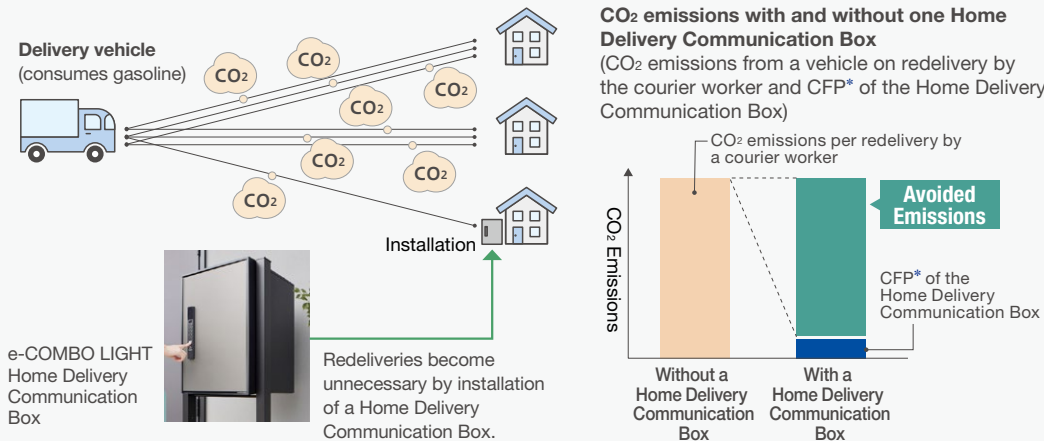 Delivery vehicle
(consumes gasoline)
CO2
CO2
CO2
CO2
CO2
CO2
CO2
Installation
e-COMBO LIGHT
Home Delivery
Communication
Box
Redeliveries become
unnecessary by installation
of a Home Delivery
Communication Box.
CO2 emissions with and without one Home
Delivery Communication Box
(CO2 emissions from a vehicle on redelivery by
the courier worker and CFP* of the Home Delivery
Communication Box)
CO2 emissions per redelivery by
a courier worker
CO2 Emissions
Avoided
Emissions
CFP* of the
Home Delivery
Communication Box
Without a
Home Delivery
Communication
Box
With a
Home Delivery
Communication
Box